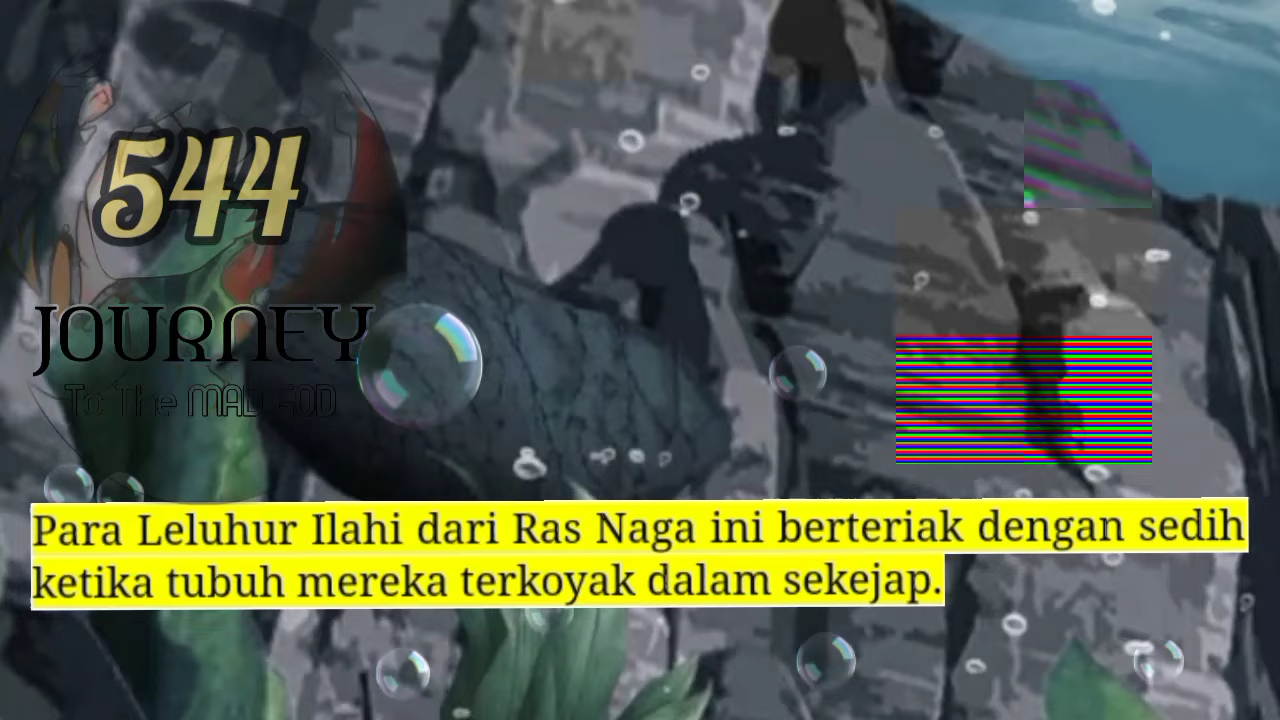 544
JOURNEY
To The MAD GOD
Para Leluhur Ilahi dari Ras Naga ini berteriak dengan sedih
ketika tubuh mereka terkoyak dalam sekejap.